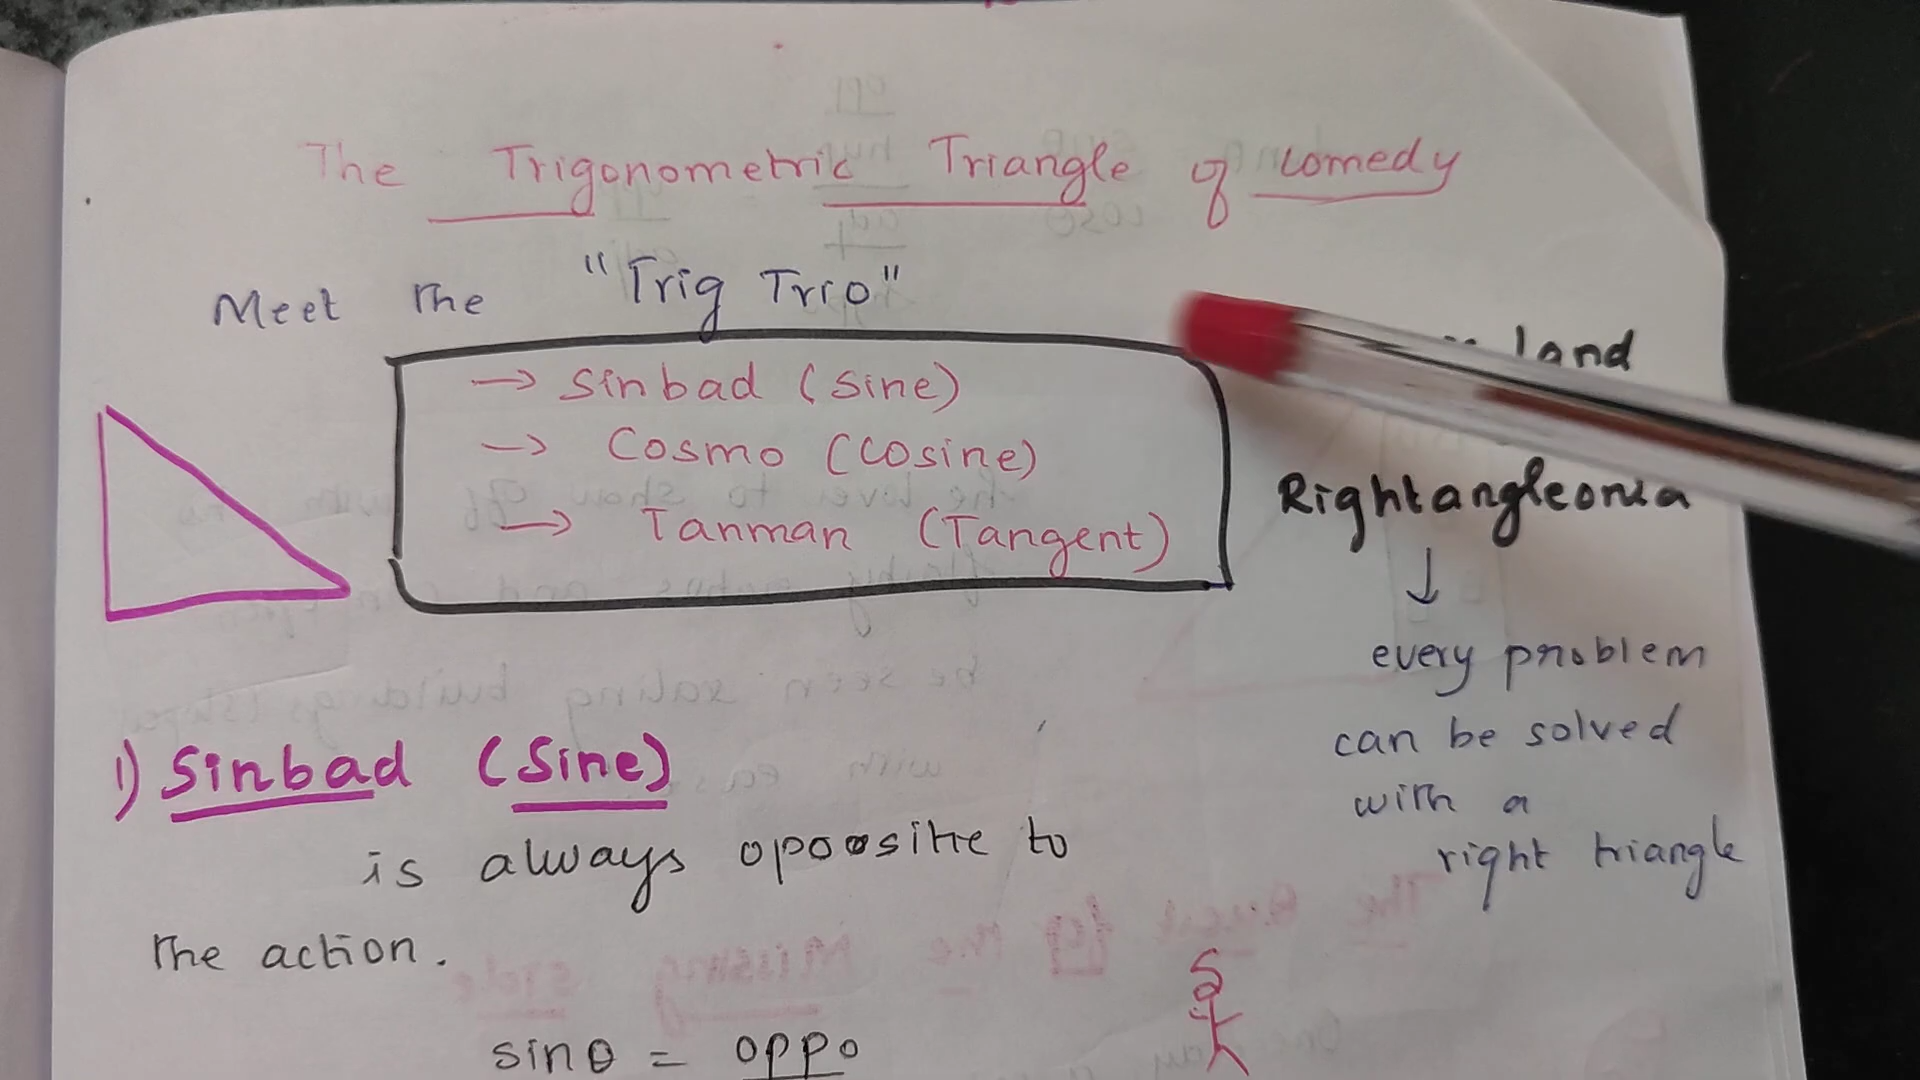 The Trigonometric Triangle of comedy
Meet the "Trig Trio"
→ Sinbad (Sine)
→ Cosmo (Cosine)
→ Tanman (Tangent)
land
Rightangleonia
↓
every problem
can be solved
with a
right triangle
1) Sinbad (Sine)
is always opoosite to
the action.
sinθ = oppo